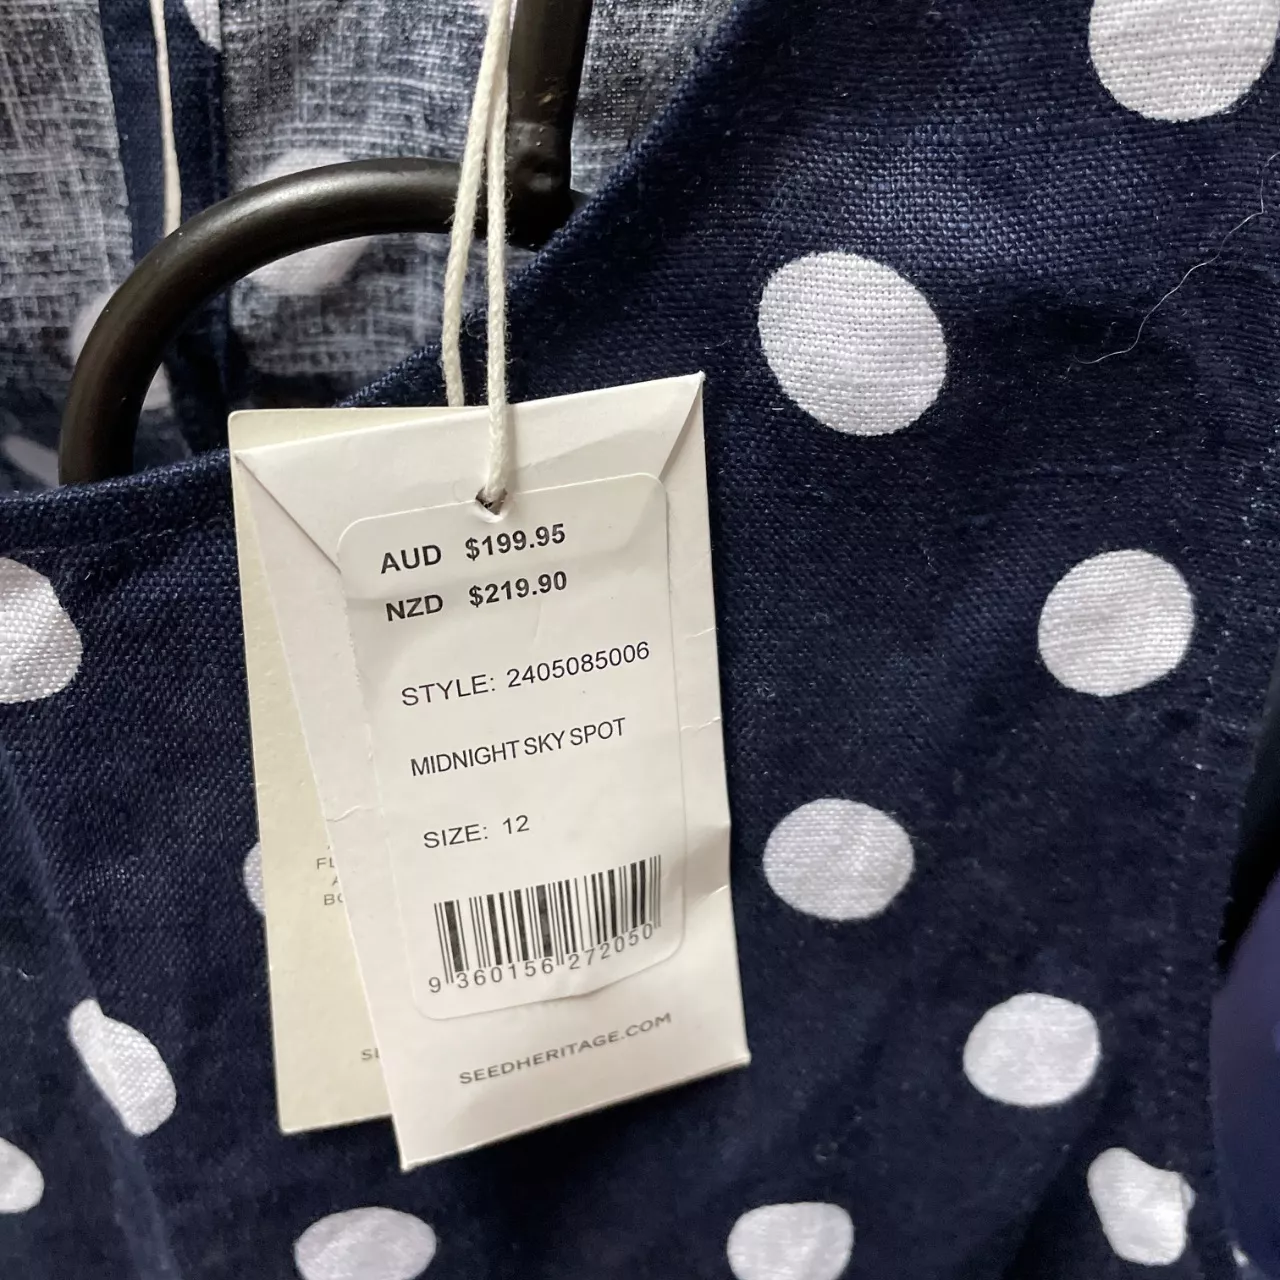 AUD $199.95
NZD $219.90
STYLE: 2405085006
MIDNIGHT SKY SPOT
SIZE: 12
9 360156 272050
SEEDHERITAGE.COM